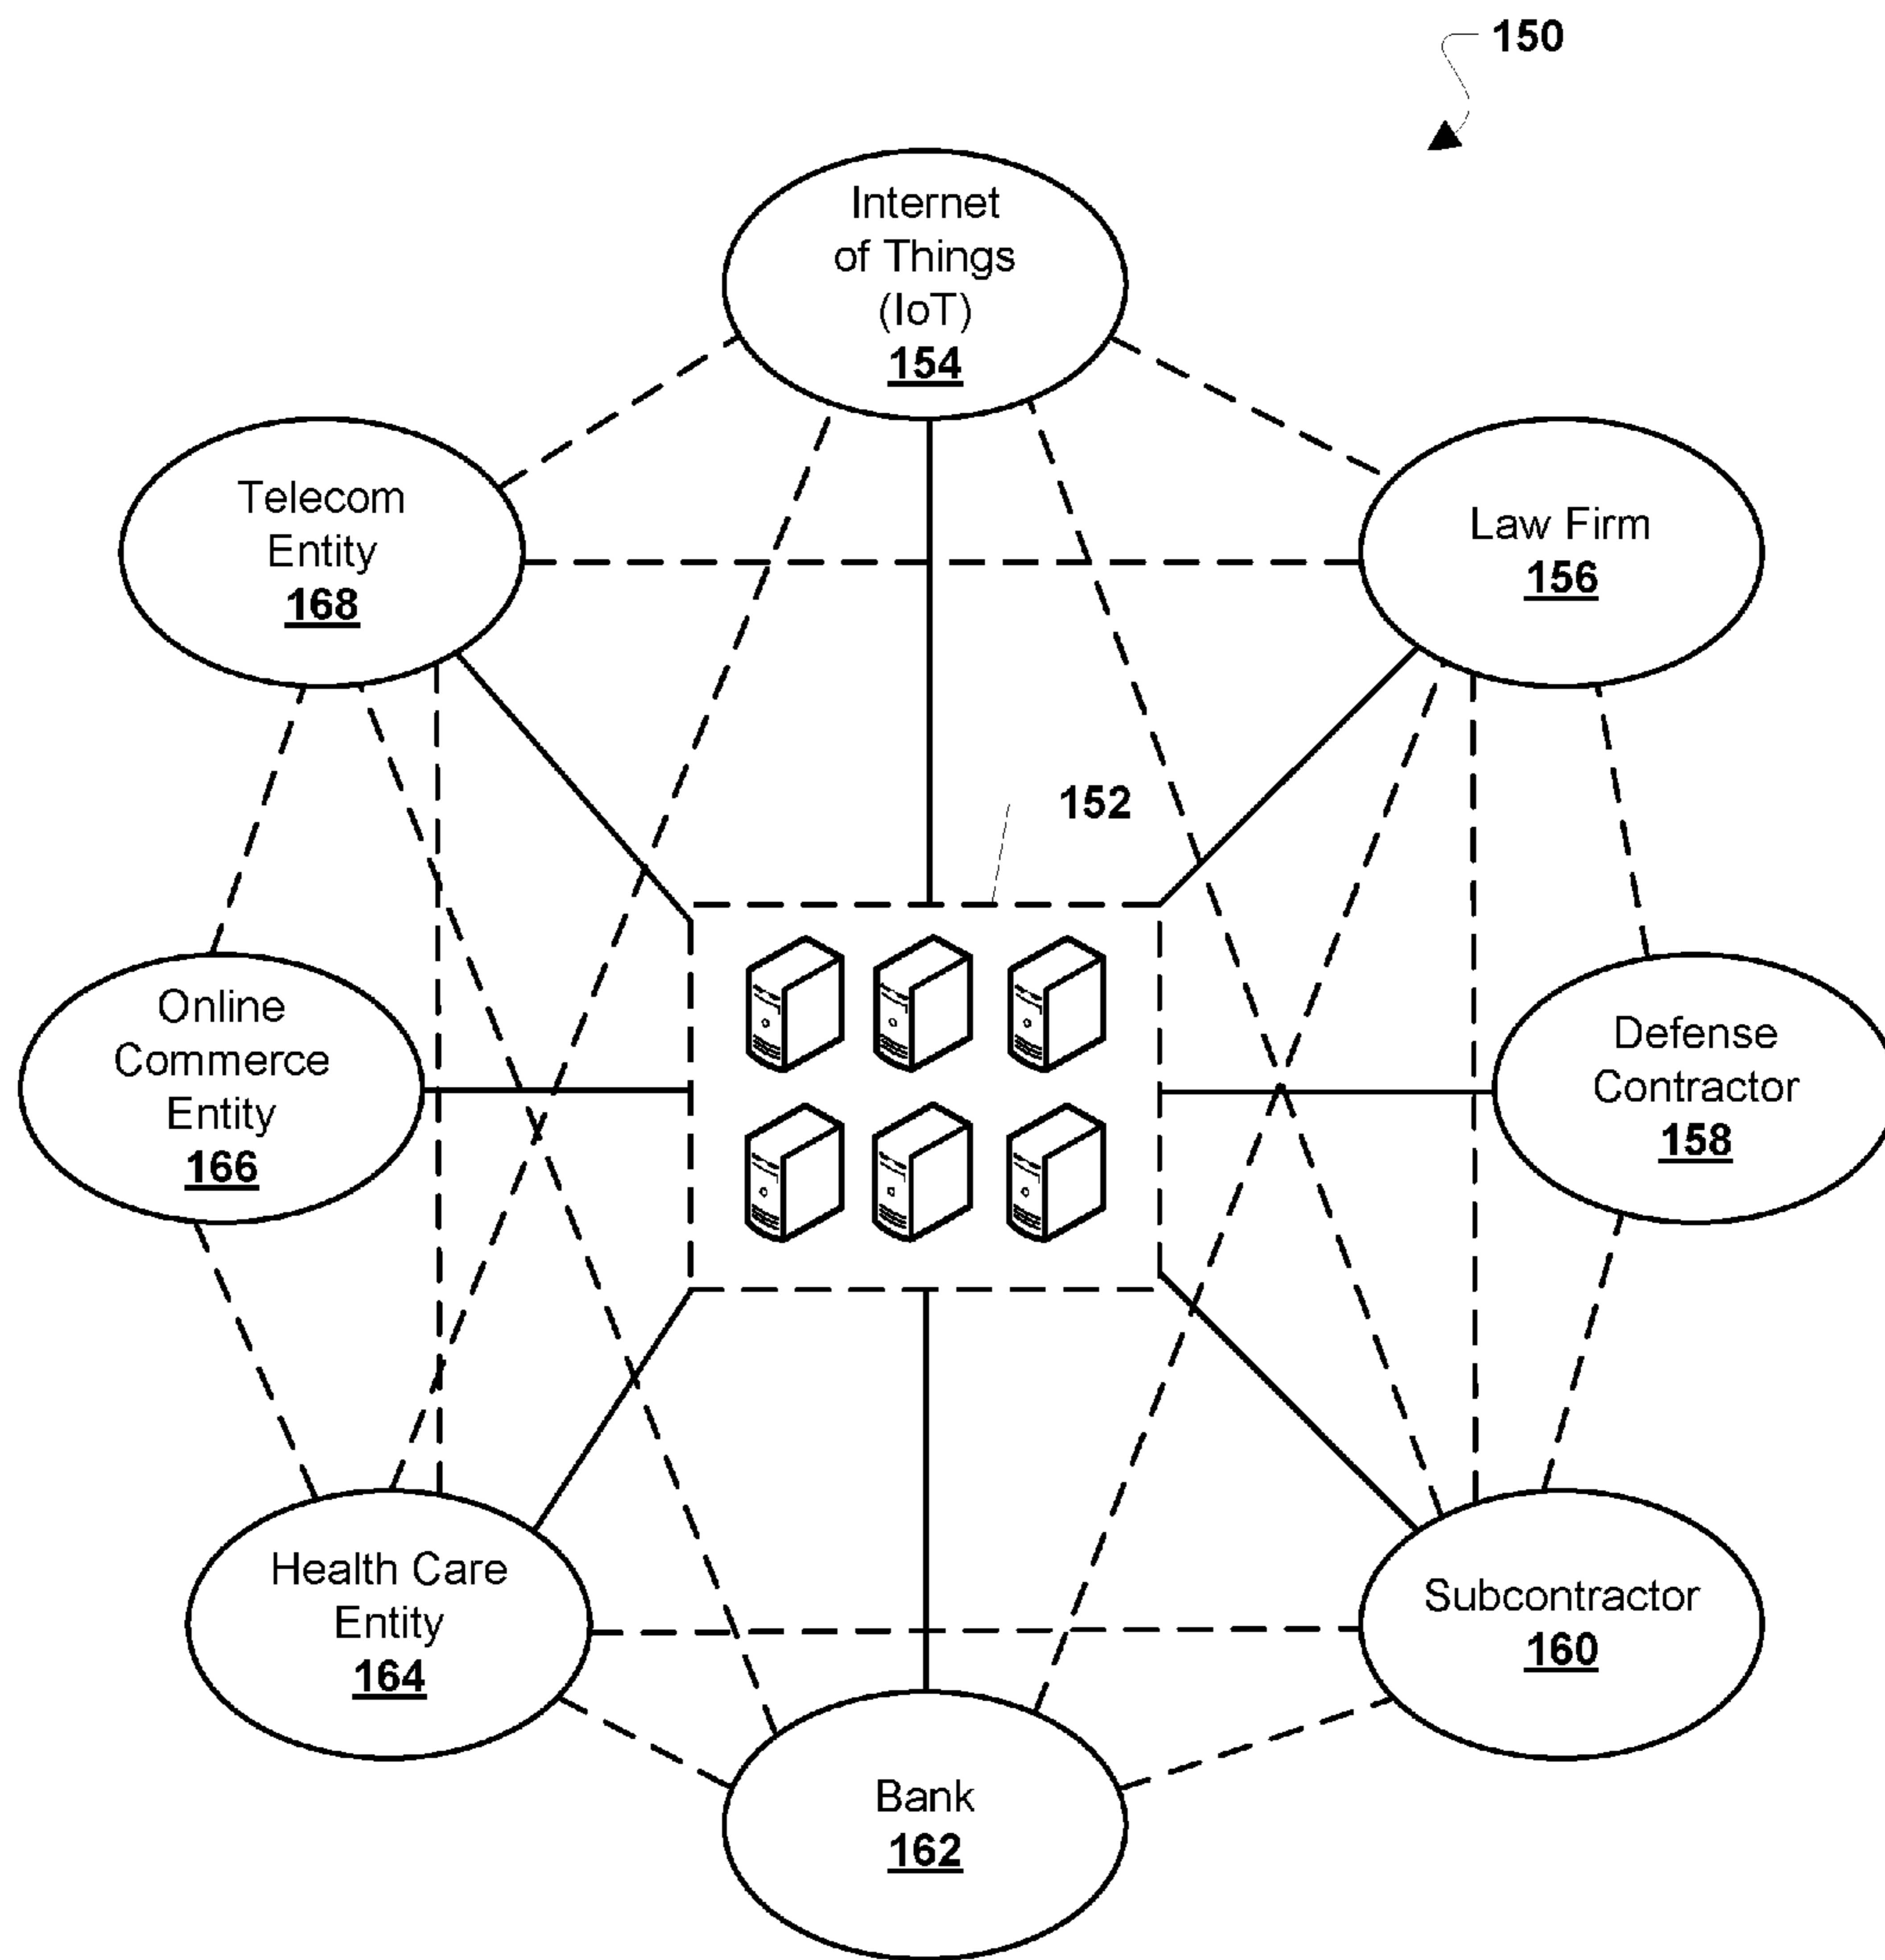 150
Internet
of Things
(IoT)
154
Telecom
Entity
168
Law Firm
156
152
Online
Commerce
Entity
166
Defense
Contractor
158
Health Care
Entity
164
Subcontractor
160
Bank
162